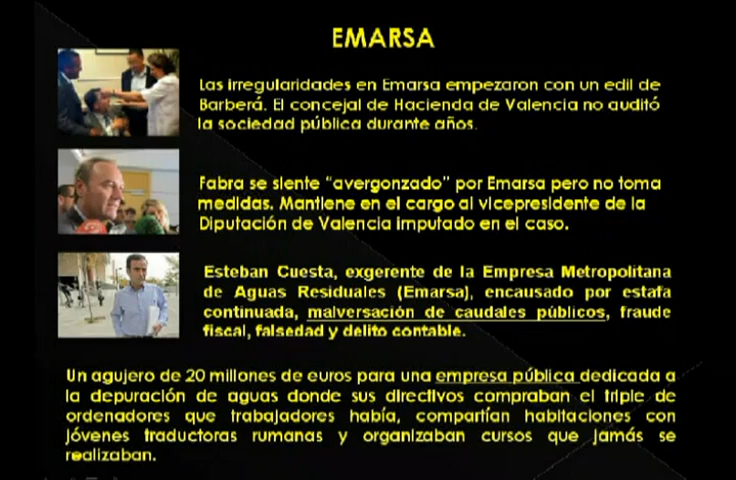 EMARSA
Las irregularidades en Emarsa empezaron con un edil de
Barberá. El concejal de Hacienda de Valencia no auditó
la sociedad pública durante años.
Fabra se siente "avergonzado" por Emarsa pero no toma
medidas. Mantiene en el cargo al vicepresidente de la
Diputación de Valencia imputado en el caso.
Esteban Cuesta, exgerente de la Empresa Metropolitana
de Aguas Residuales (Emarsa), encausado por estafa
continuada, malversación de caudales públicos, fraude
fiscal, falsedad y delito contable.
Un agujero de 20 millones de euros para una empresa pública dedicada a
la depuración de aguas donde sus directivos compraban el triple de
ordenadores que trabajadores había, compartían habitaciones con
jóvenes traductoras rumanas y organizaban cursos que jamás se
realizaban.